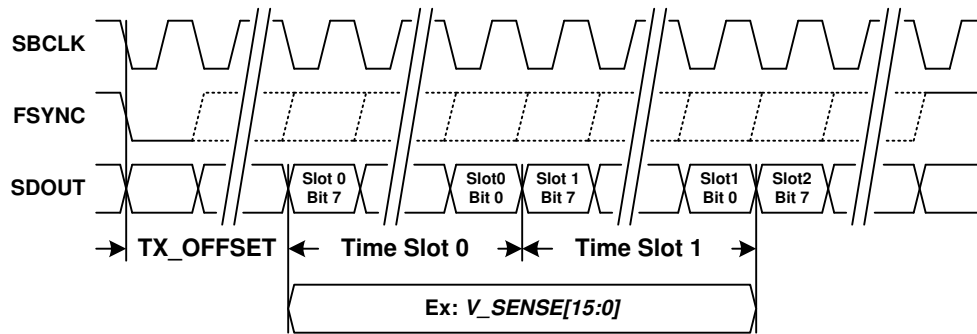 SBCLK
FSYNC
SDOUT
Slot 0
Bit 7
Slot0
Bit 0
Slot 1
Bit 7
Slot1
Bit 0
Slot2
Bit 7
TX_OFFSET
Time Slot 0
Time Slot 1
Ex: V_SENSE[15:0]